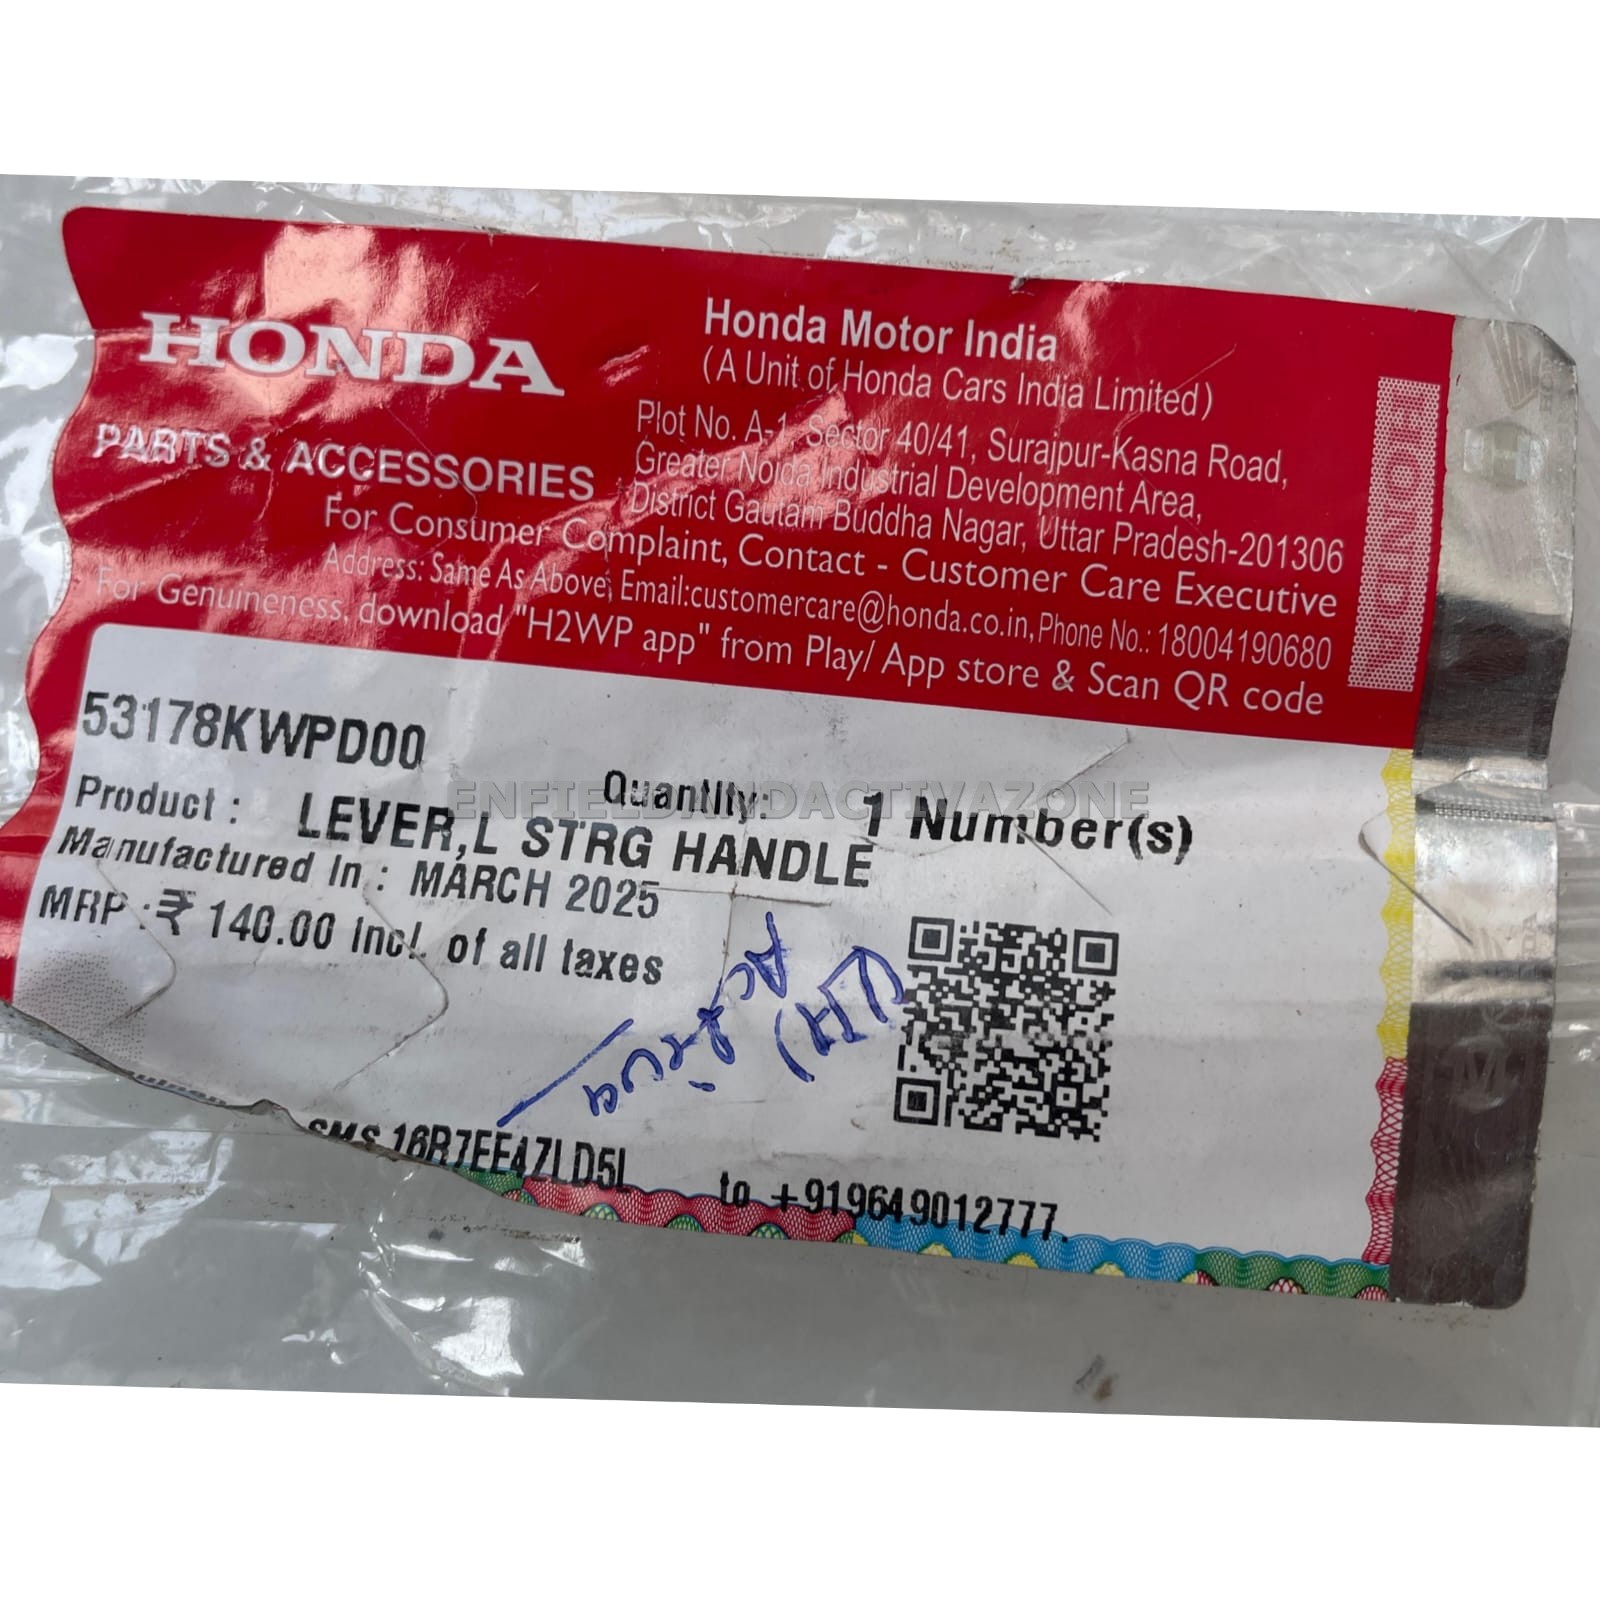 HONDA
PARTS & ACCESSORIES
Honda Motor India
(A Unit of Honda Cars India Limited)
Plot No. A-1, Sector 40/41, Surajpur-Kasna Road,
Greater Noida Industrial Development Area,
District Gautam Buddha Nagar, Uttar Pradesh-201306
For Consumer Complaint, Contact - Customer Care Executive
Address: Same As Above, Email:customercare@honda.co.in, Phone No.: 18004190680
For Genuineness, download "H2WP app" from Play/ App store & Scan QR code
HONDA
53178KWPD00
Quantity: 1 Number(s)
Product : LEVER,L STRG HANDLE
Manufactured In : MARCH 2025
MRP : ₹ 140.00 Incl. of all taxes
SMS 16R7EE4ZLD5L to +919649012777.
ENFIELDANDACTIVAZONE